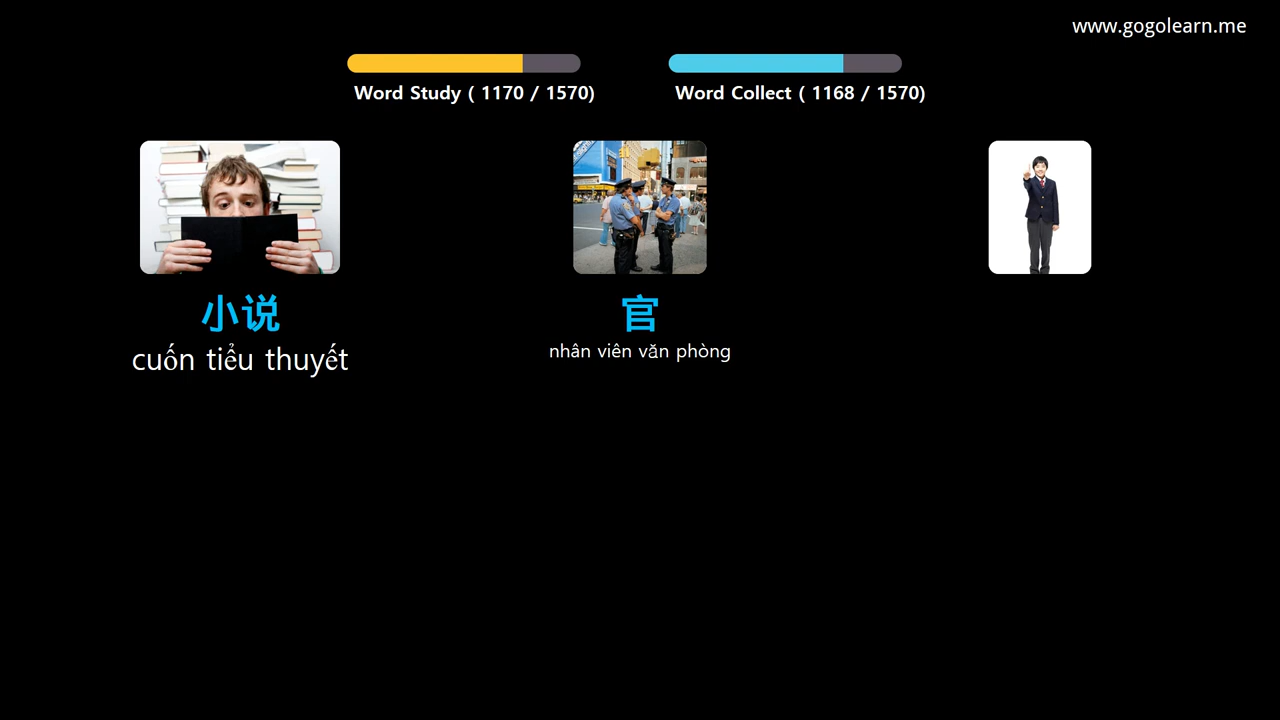 www.gogolearn.me
Word Study ( 1170 / 1570)
Word Collect ( 1168 / 1570)
小说
cuốn tiểu thuyết
官
nhân viên văn phòng